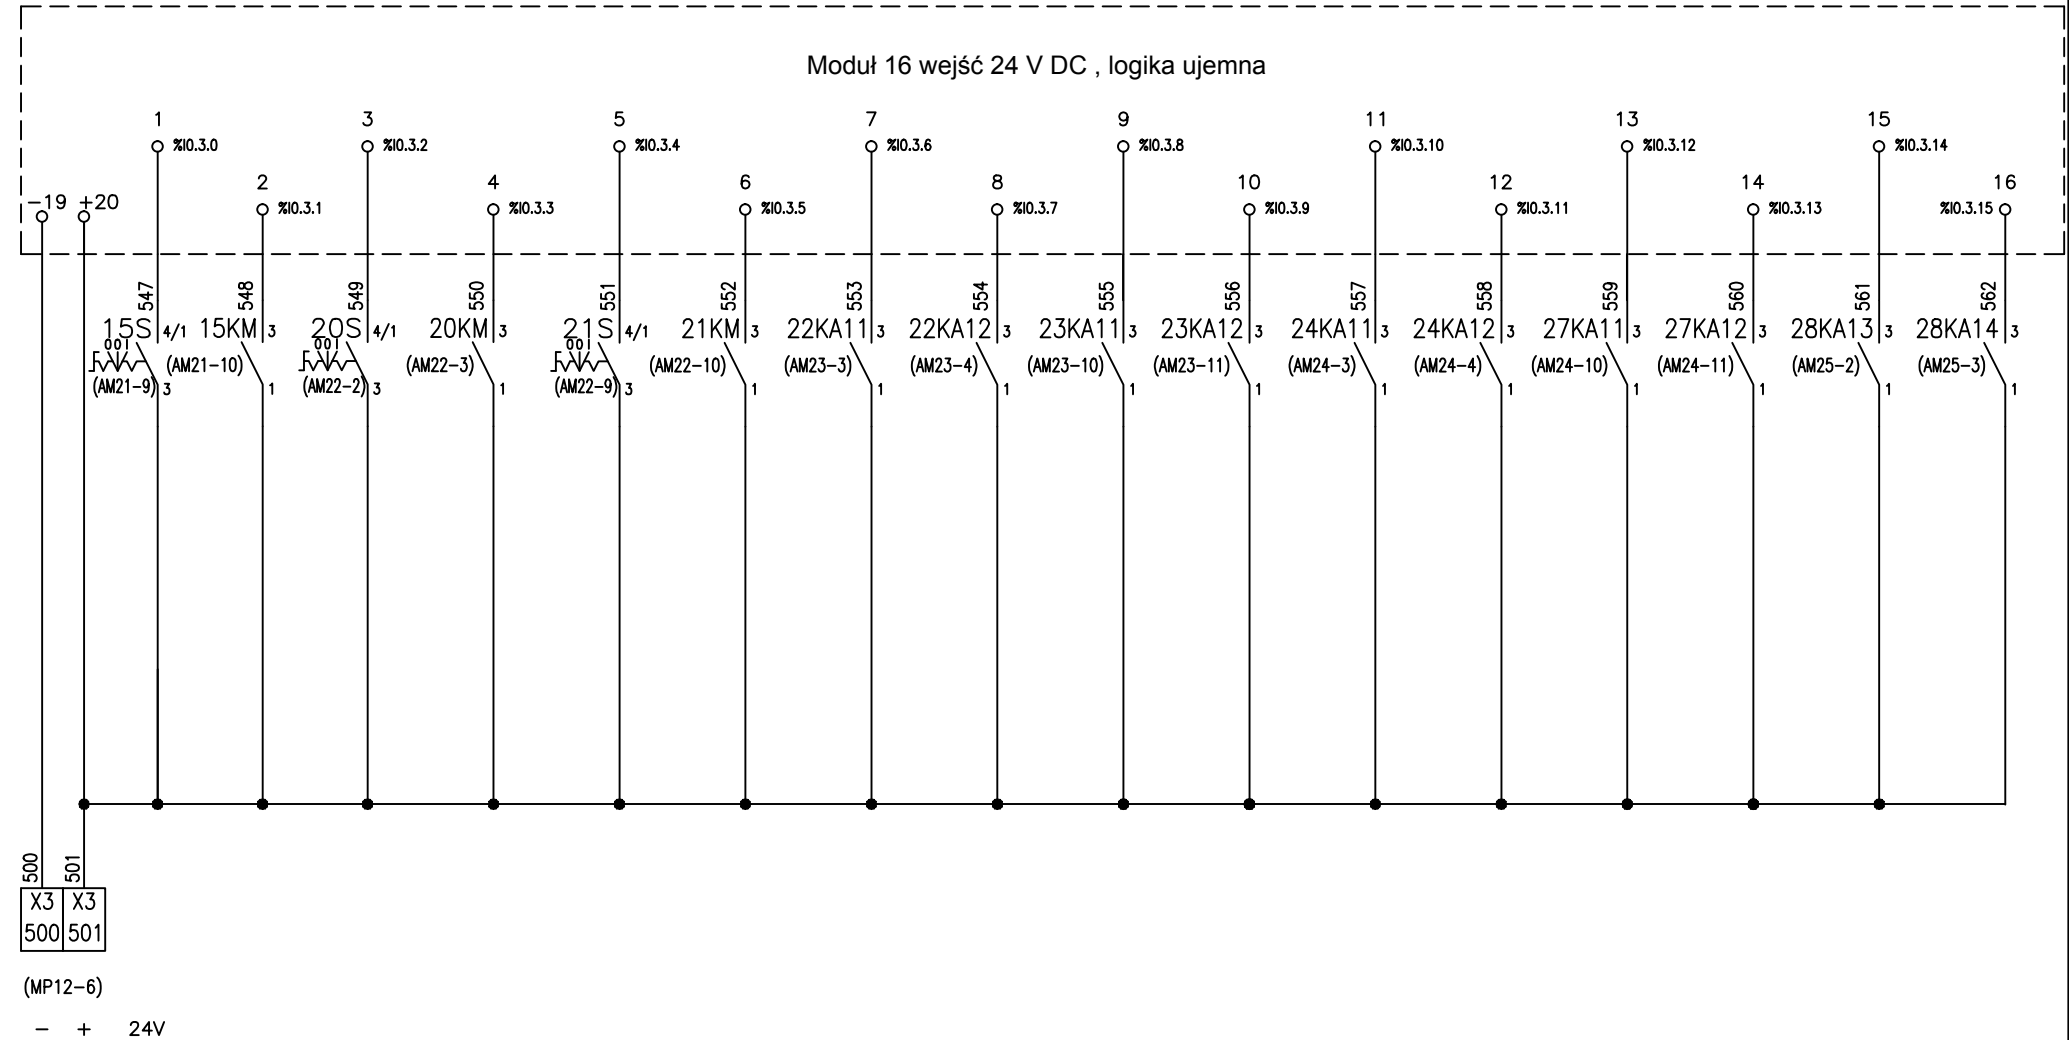 Moduł 16 wejść 24 V DC , logika ujemna
1 3 5 7 9 11 13 15
%I0.3.0 %I0.3.2 %I0.3.4 %I0.3.6 %I0.3.8 %I0.3.10 %I0.3.12 %I0.3.14
2 4 6 8 10 12 14 16
-19 +20 %I0.3.1 %I0.3.3 %I0.3.5 %I0.3.7 %I0.3.9 %I0.3.11 %I0.3.13 %I0.3.15
547 548 549 550 551 552 553 554 555 556 557 558 559 560 561 562
15S 4/1 15KM 3 20S 4/1 20KM 3 21S 4/1 21KM 3 22KA11 3 22KA12 3 23KA11 3 23KA12 3 24KA11 3 24KA12 3 27KA11 3 27KA12 3 28KA13 3 28KA14 3
0 0 1 0 0 1 0 0 1
(AM21-10) (AM22-3) (AM22-10) (AM23-3) (AM23-4) (AM23-10) (AM23-11) (AM24-3) (AM24-4) (AM24-10) (AM24-11) (AM25-2) (AM25-3)
(AM21-9) 3 1 (AM22-2) 3 1 (AM22-9) 3 1 1 1 1 1 1 1 1 1 1 1
500 501
X3 X3
500 501
(MP12-6)
- + 24V